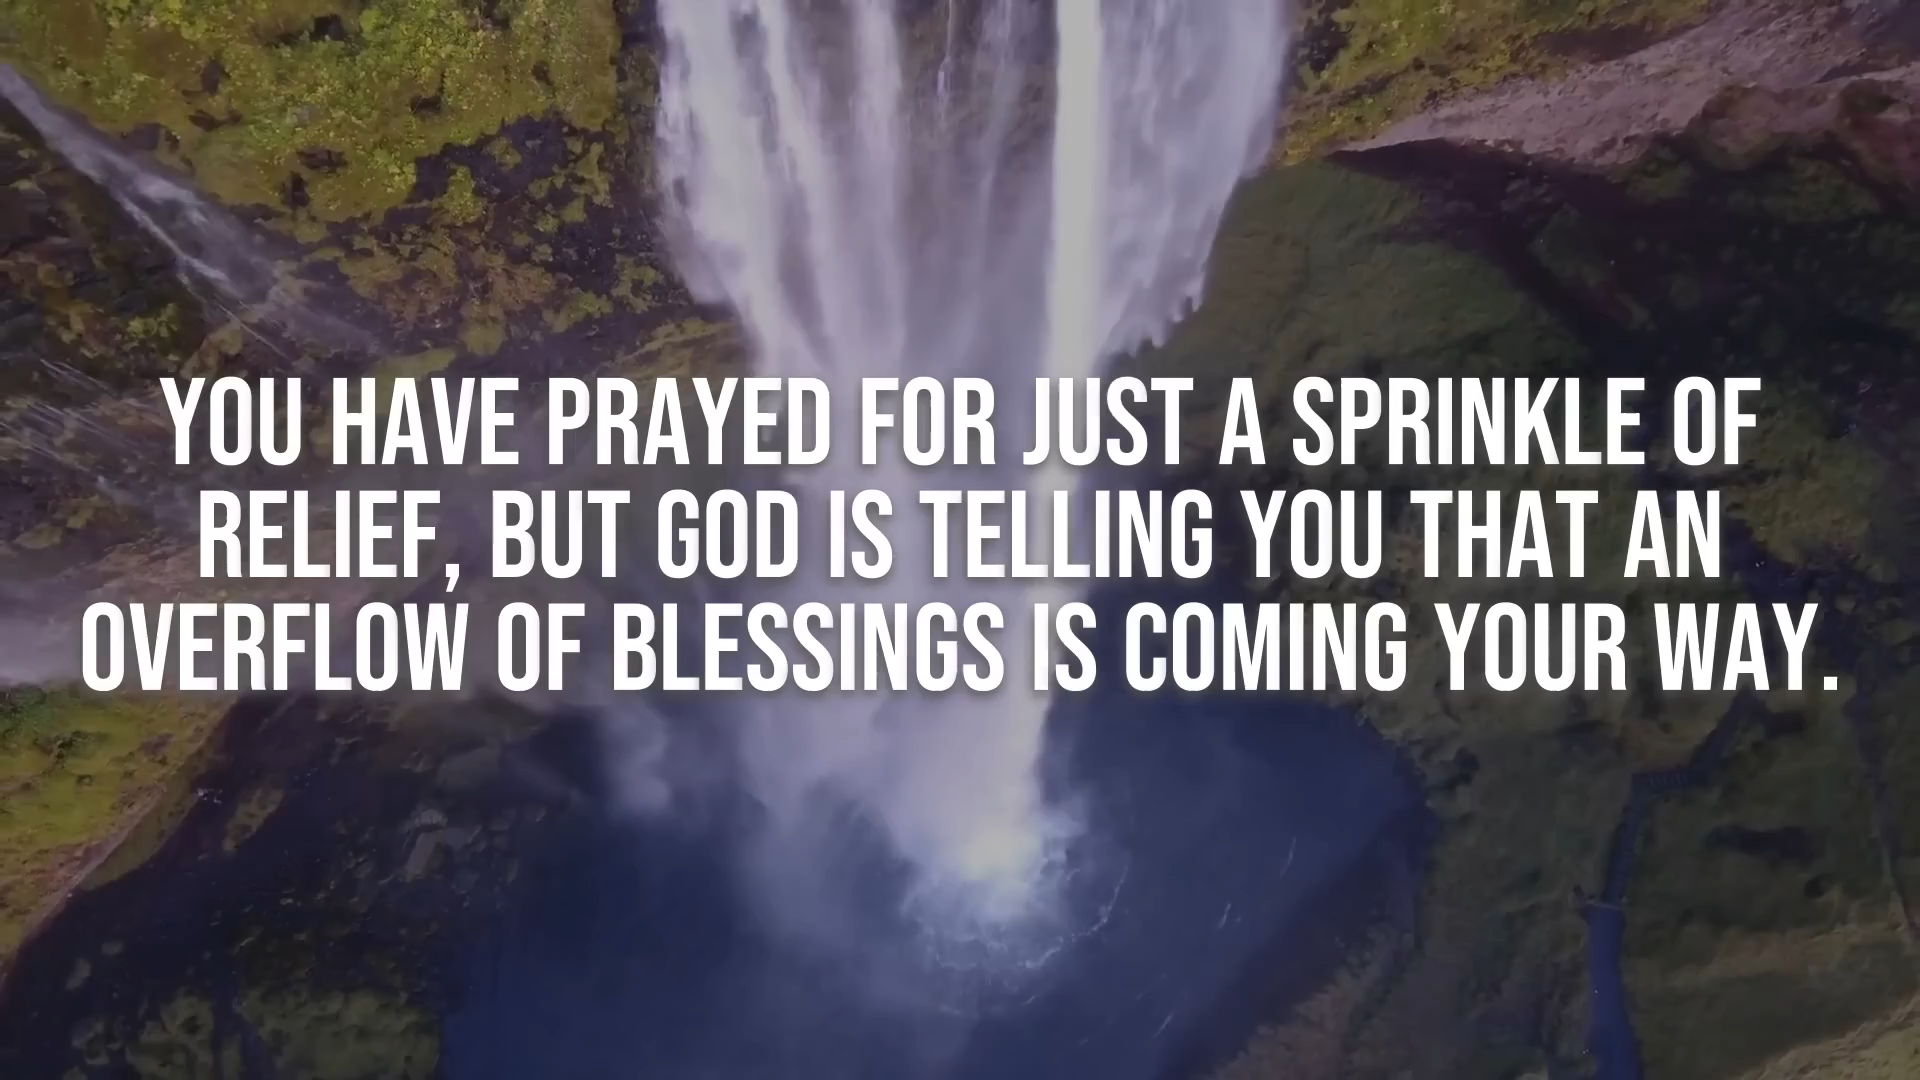 YOU HAVE PRAYED FOR JUST A SPRINKLE OF
RELIEF, BUT GOD IS TELLING YOU THAT AN
OVERFLOW OF BLESSINGS IS COMING YOUR WAY.